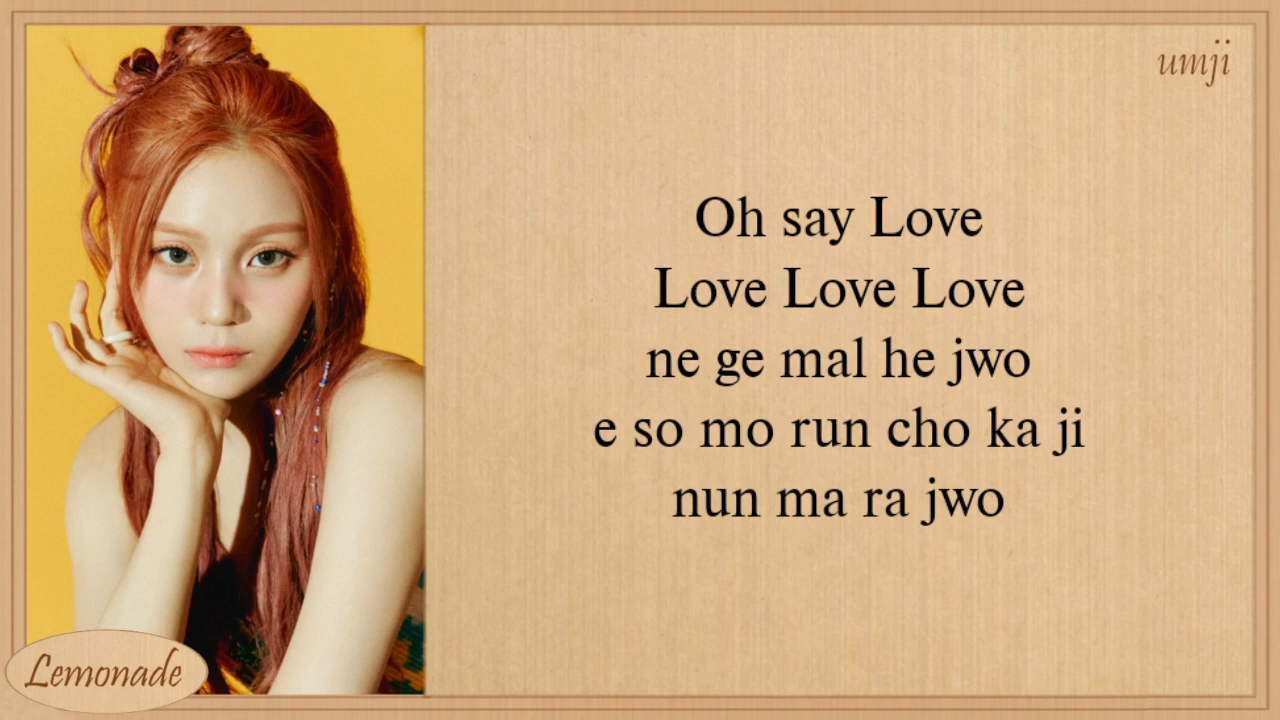 umji
Oh say Love
Love Love Love
ne ge mal he jwo
e so mo run cho ka ji
nun ma ra jwo
Lemonade